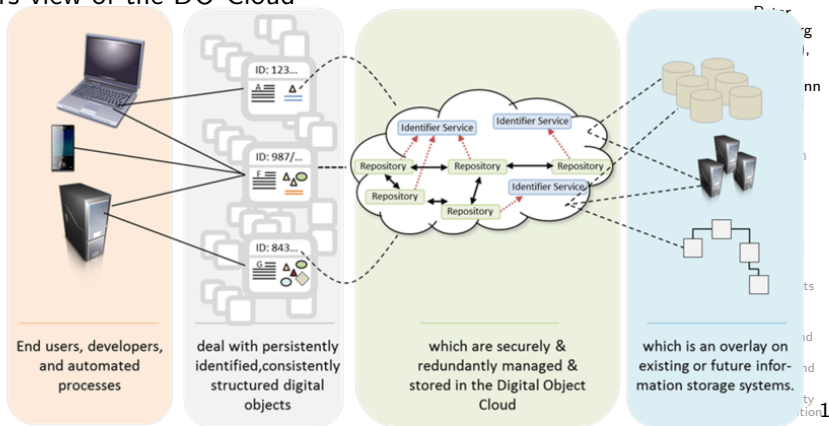 view of the DO Cloud
ID: 123...
A
ID: 987/...
F
ID: 843...
G
Identifier Service
Identifier Service
Repository
Repository
Repository
Identifier Service
Repository
Repository
End users, developers,
and automated
processes
deal with persistently
identified,consistently
structured digital
objects
which are securely &
redundantly managed &
stored in the Digital Object
Cloud
which is an overlay on
existing or future infor-
mation storage systems.
1